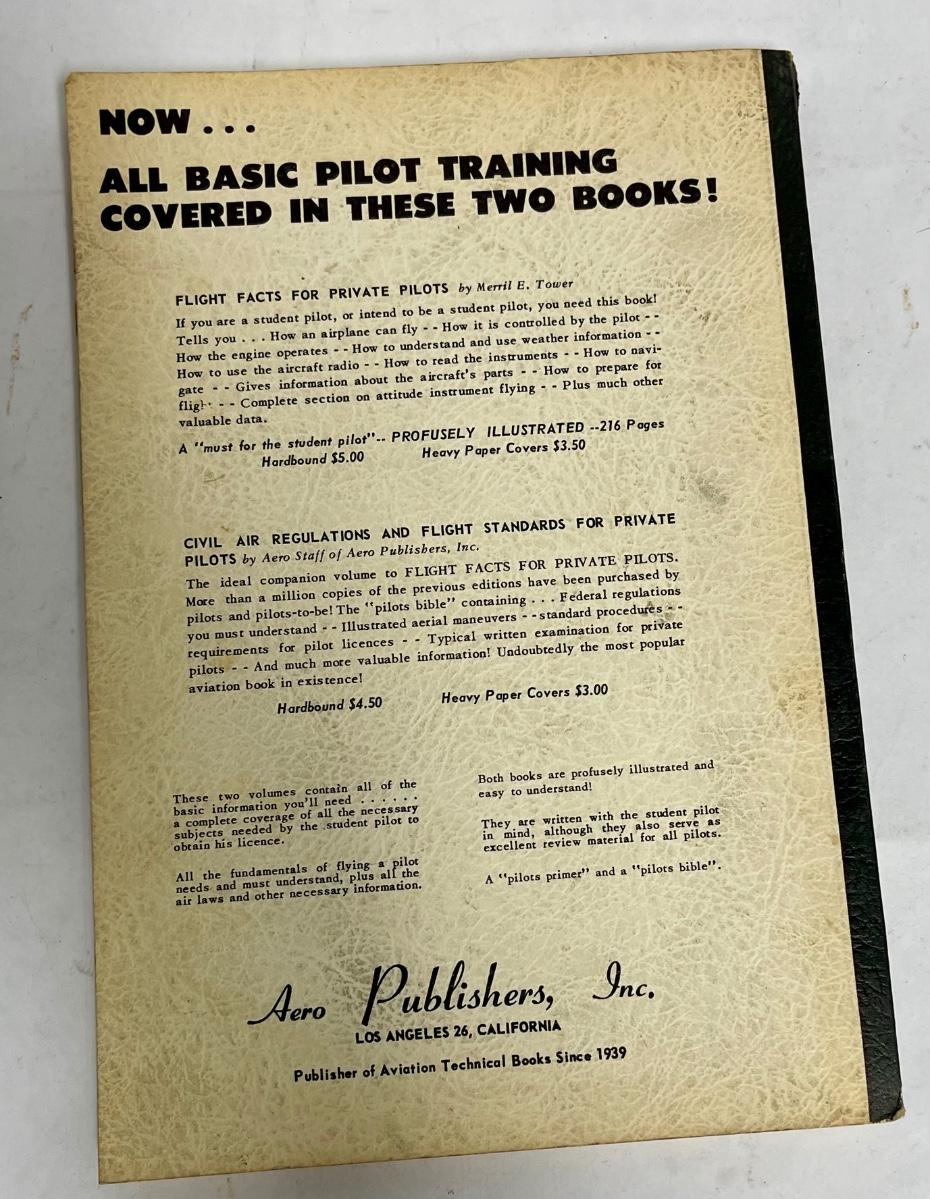 NOW . . .
ALL BASIC PILOT TRAINING
COVERED IN THESE TWO BOOKS!
FLIGHT FACTS FOR PRIVATE PILOTS by Merril E. Tower
If you are a student pilot, or intend to be a student pilot, you need this book!
Tells you . . . How an airplane can fly - - How it is controlled by the pilot - -
How the engine operates - - How to understand and use weather information - -
How to use the aircraft radio - - How to read the instruments - - How to navi-
gate - - Gives information about the aircraft's parts - - How to prepare for
flight - - Complete section on attitude instrument flying - - Plus much other
valuable data.
A "must for the student pilot"-- PROFUSELY ILLUSTRATED --216 Pages
Hardbound $5.00 Heavy Paper Covers $3.50
CIVIL AIR REGULATIONS AND FLIGHT STANDARDS FOR PRIVATE
PILOTS by Aero Staff of Aero Publishers, Inc.
The ideal companion volume to FLIGHT FACTS FOR PRIVATE PILOTS.
More than a million copies of the previous editions have been purchased by
pilots and pilots-to-be! The "pilots bible" containing . . . Federal regulations
you must understand - - Illustrated aerial maneuvers - - standard procedures - -
requirements for pilot licences - - Typical written examination for private
pilots - - And much more valuable information! Undoubtedly the most popular
aviation book in existence!
Hardbound $4.50 Heavy Paper Covers $3.00
These two volumes contain all of the
basic information you'll need . . . . . .
a complete coverage of all the necessary
subjects needed by the student pilot to
obtain his licence.
All the fundamentals of flying a pilot
needs and must understand, plus all the
air laws and other necessary information.
Both books are profusely illustrated and
easy to understand!
They are written with the student pilot
in mind, although they also serve as
excellent review material for all pilots.
A "pilots primer" and a "pilots bible".
Aero Publishers, Inc.
LOS ANGELES 26, CALIFORNIA
Publisher of Aviation Technical Books Since 1939